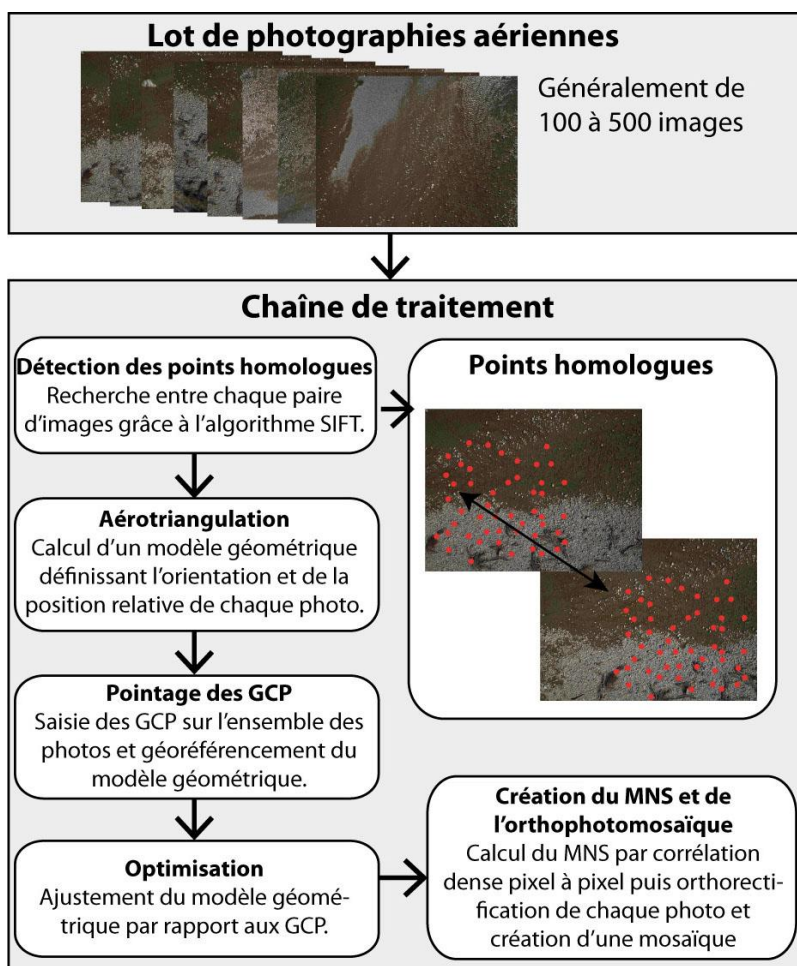 Lot de photographies aériennes
Généralement de
100 à 500 images
Chaîne de traitement
Détection des points homologues
Recherche entre chaque paire
d’images grâce à l’algorithme SIFT.
Points homologues
Aérotriangulation
Calcul d’un modèle géométrique
définissant l’orientation et de la
position relative de chaque photo.
Pointage des GCP
Saisie des GCP sur l’ensemble des
photos et géoréférencement du
modèle géométrique.
Optimisation
Ajustement du modèle géomé-
trique par rapport aux GCP.
Création du MNS et de
l’orthophotomosaïque
Calcul du MNS par corrélation
dense pixel à pixel puis orthorecti-
fication de chaque photo et
création d’une mosaïque